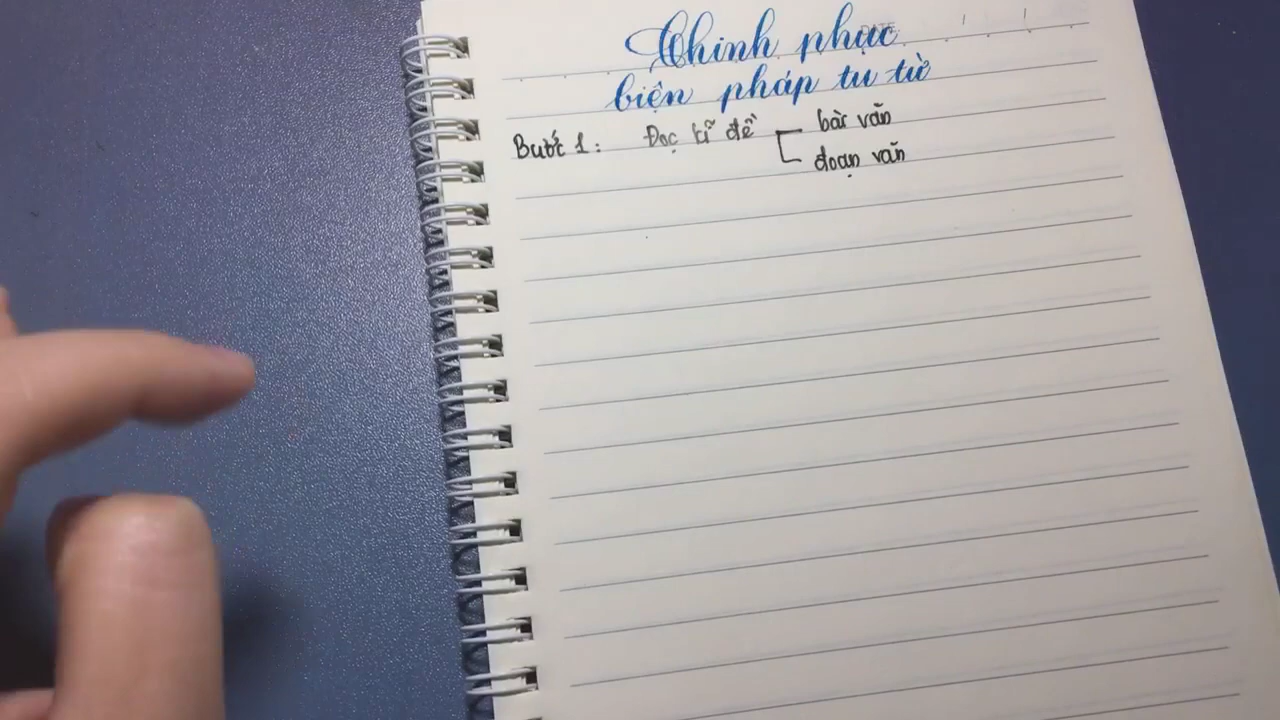 Chinh phục
biện pháp tu từ
Bước 1: Đọc kĩ đề
bài văn
đoạn văn